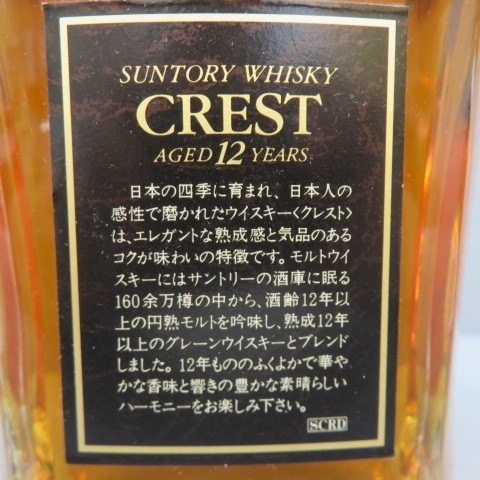 SUNTORY WHISKY
CREST
AGED 12 YEARS
日本の四季に育まれ、日本人の
感性で磨かれたウイスキー〈クレスト〉
は、エレガントな熟成感と気品のある
コクが味わいの特徴です。モルトウイ
スキーにはサントリーの酒庫に眠る
160余万樽の中から、酒齢12年以
上の円熟モルトを吟味し、熟成12年
以上のグレーンウイスキーとブレンド
しました。12年もののふくよかで華や
かな香味と響きの豊かな素晴らしい
ハーモニーをお楽しみ下さい。
SCRD